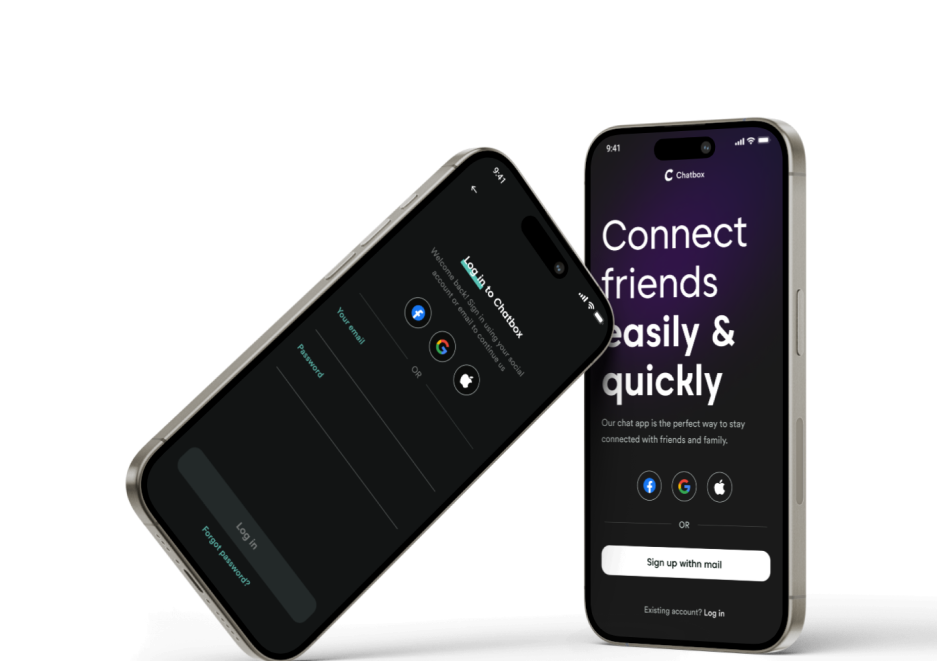 9:41
Log in to Chatbox
Welcome back! Sign in using your social
account or email to continue us
OR
Your email
Password
Log in
Forgot password?
9:41
Chatbox
Connect
friends
easily &
quickly
Our chat app is the perfect way to stay
connected with friends and family.
OR
Sign up withn mail
Existing account? Log in